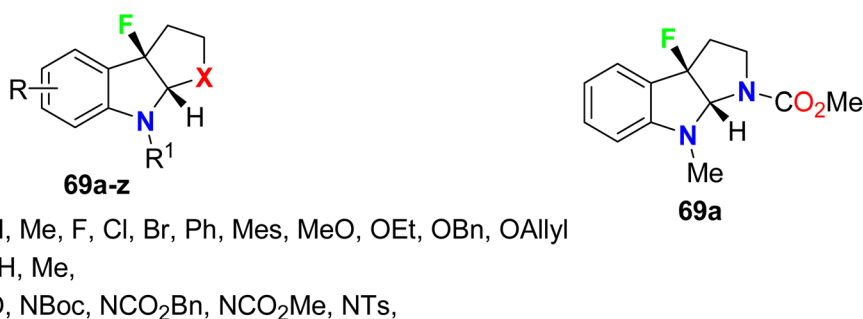 F
R
X
N
H
R¹
69a-z
F
N
CO₂Me
N
H
Me
69a
, Me, F, Cl, Br, Ph, Mes, MeO, OEt, OBn, OAllyl
H, Me,
, NBoc, NCO₂Bn, NCO₂Me, NTs,